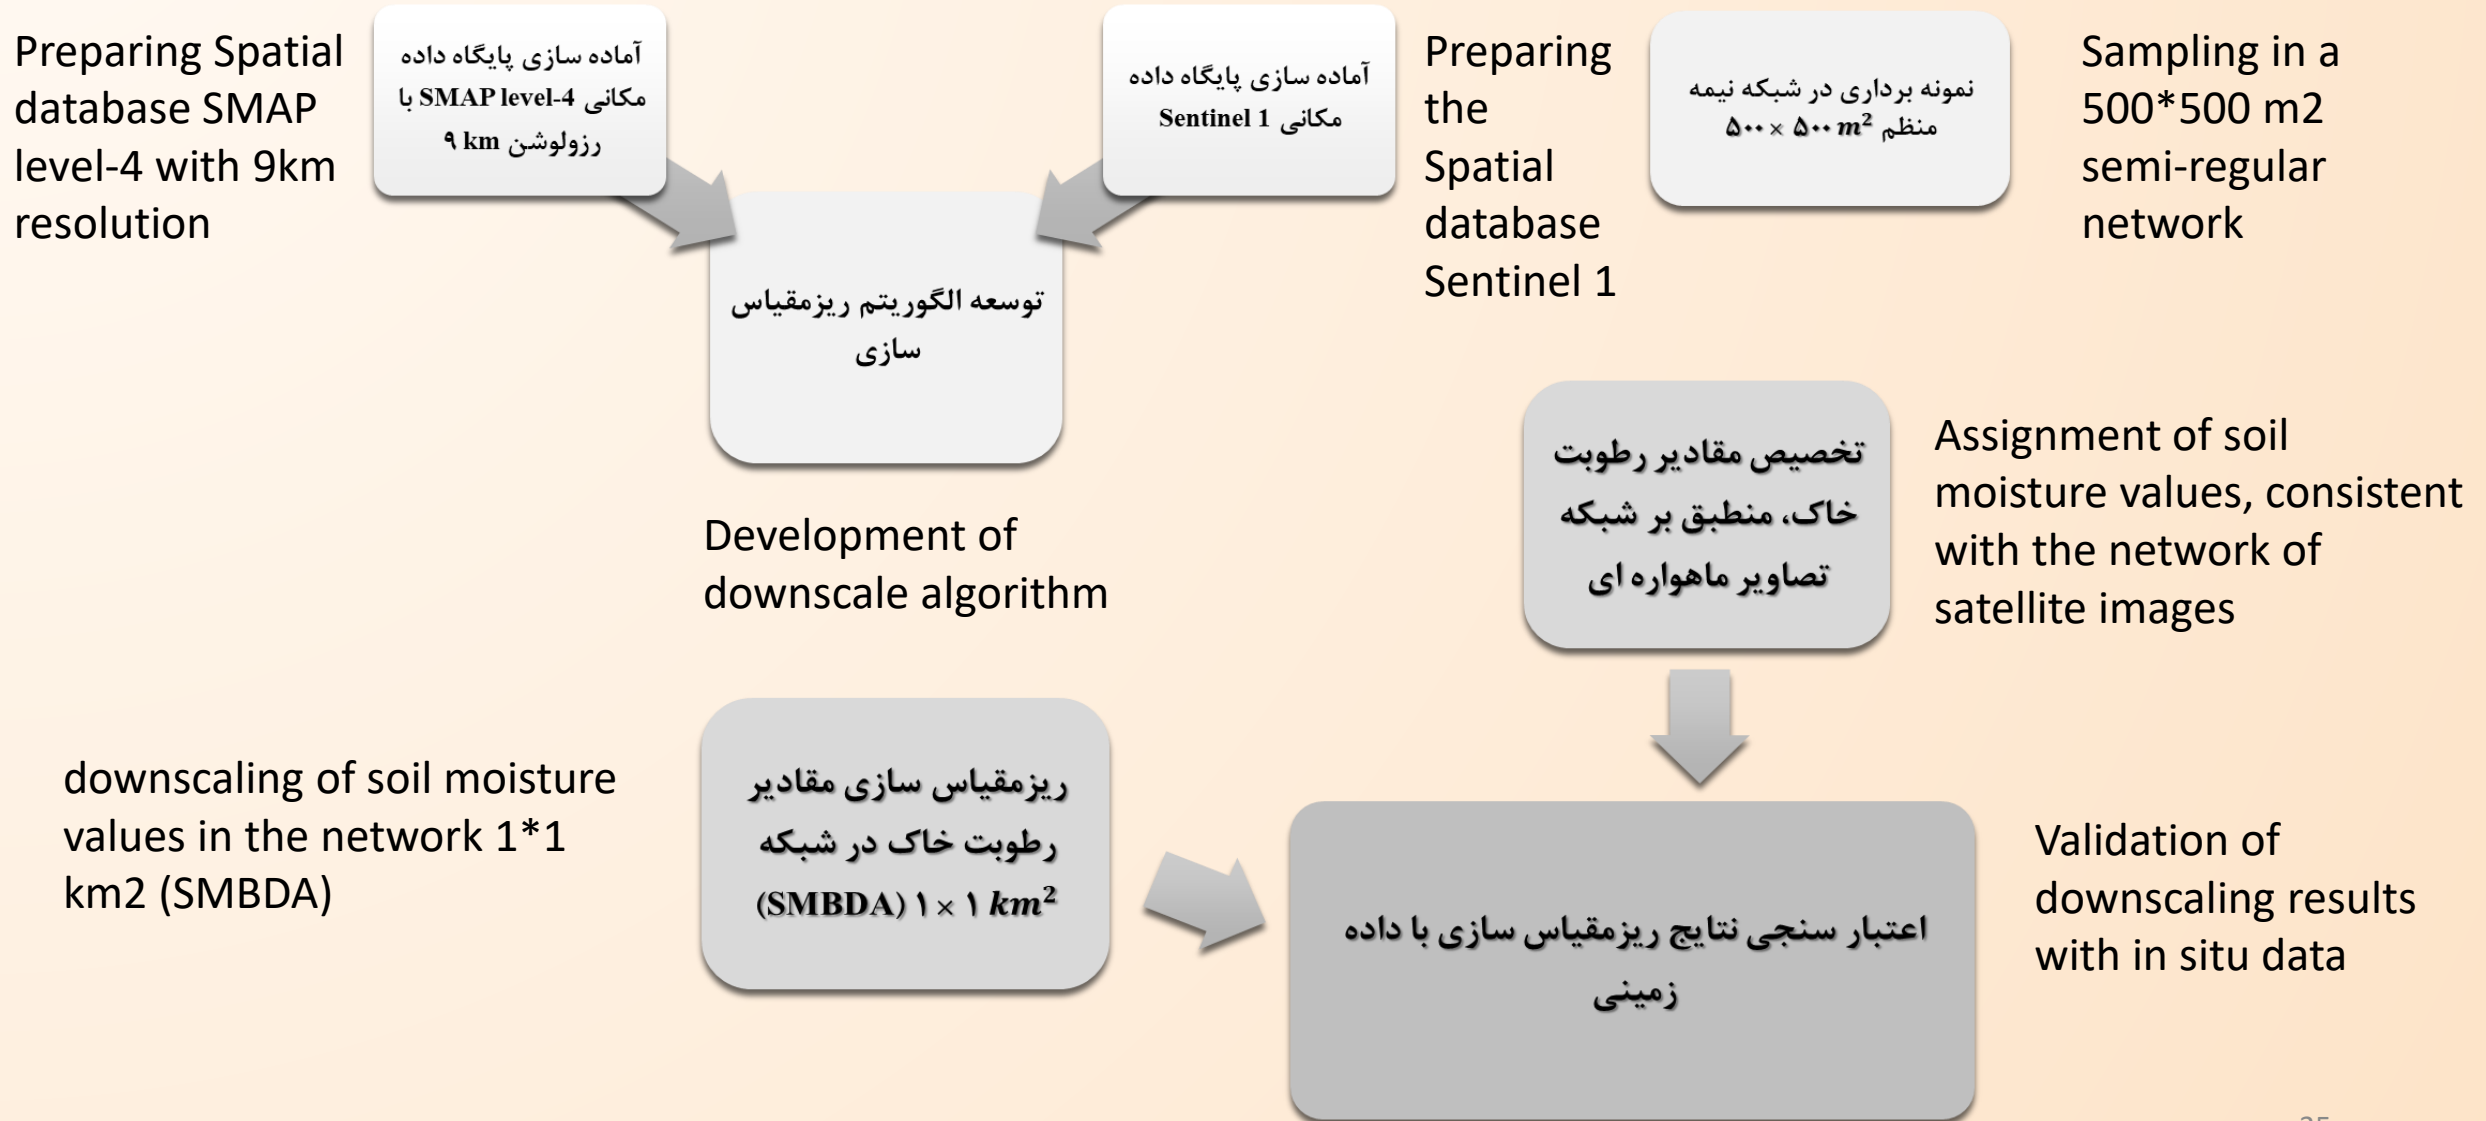 Preparing Spatial
database SMAP
level-4 with 9km
resolution
آماده سازی پایگاه داده
مکانی SMAP level-4 با
رزولوشن ۹ km
آماده سازی پایگاه داده
مکانی Sentinel 1
Preparing
the
Spatial
database
Sentinel 1
نمونه برداری در شبکه نیمه
منظم ۵۰۰ × ۵۰۰ m²
Sampling in a
500*500 m2
semi-regular
network
توسعه الگوریتم ریزمقیاس
سازی
Development of
downscale algorithm
تخصیص مقادیر رطوبت
خاک، منطبق بر شبکه
تصاویر ماهواره ای
Assignment of soil
moisture values, consistent
with the network of
satellite images
downscaling of soil moisture
values in the network 1*1
km2 (SMBDA)
ریزمقیاس سازی مقادیر
رطوبت خاک در شبکه
(SMBDA) ۱ × ۱ km²
اعتبار سنجی نتایج ریزمقیاس سازی با داده
زمینی
Validation of
downscaling results
with in situ data